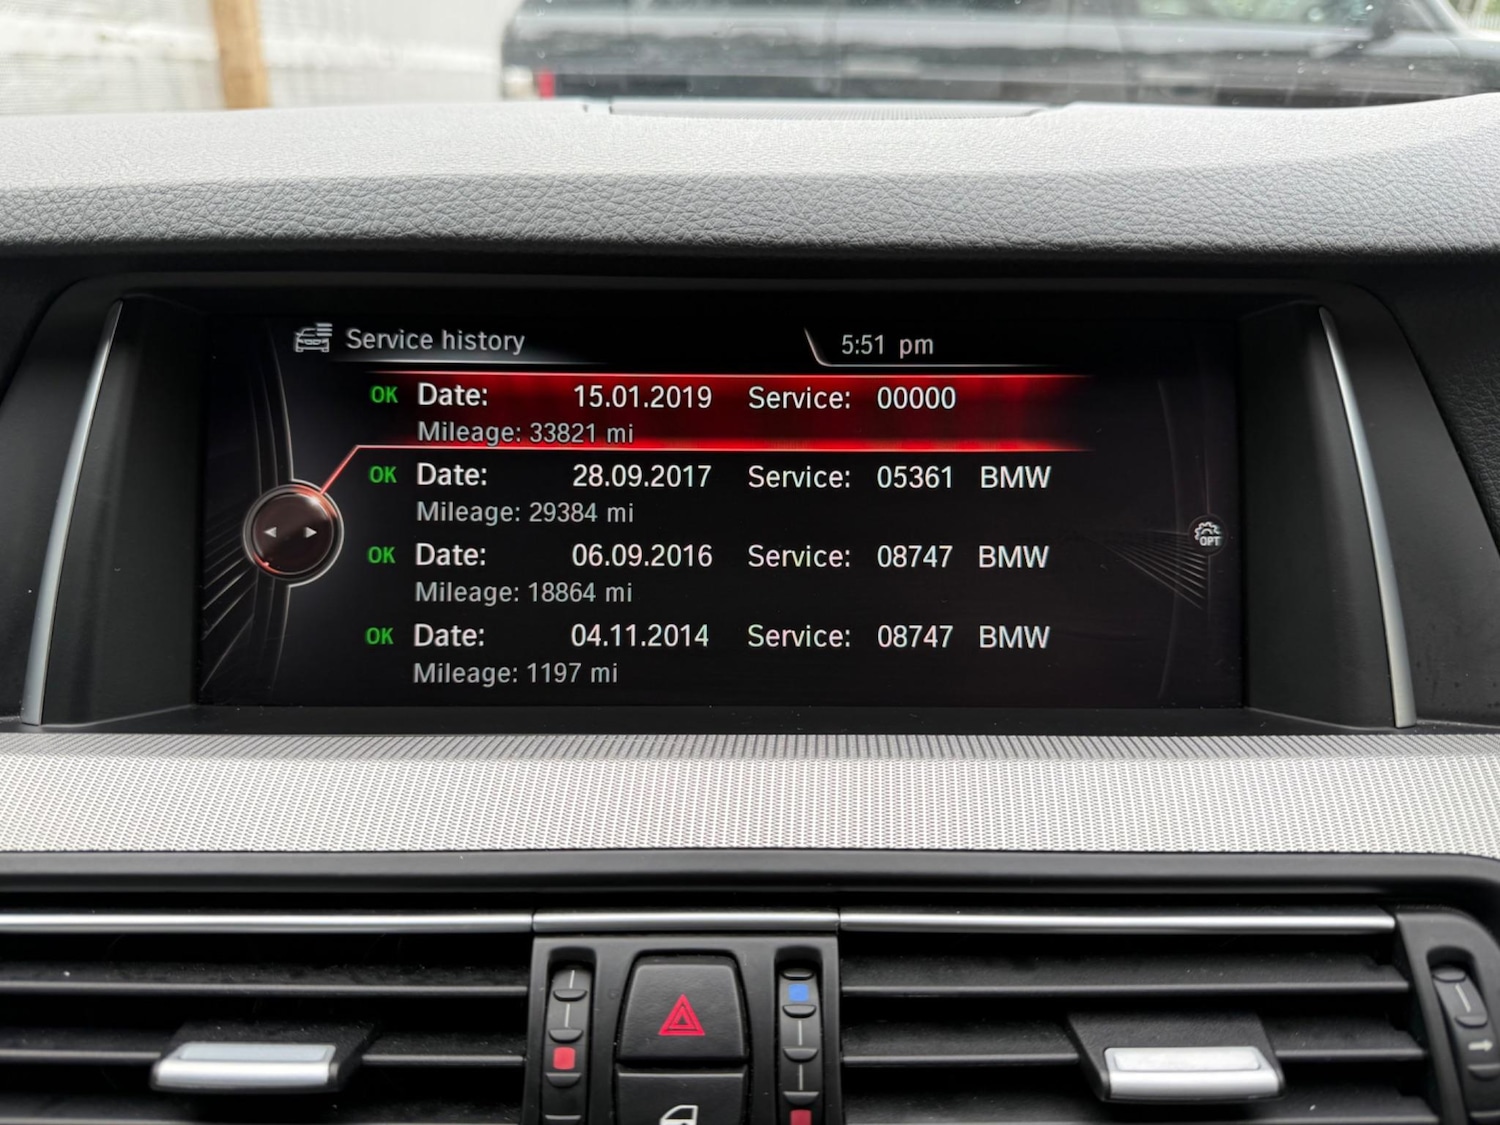 Service history 5:51 pm
OK Date: 15.01.2019 Service: 00000
Mileage: 33821 mi
OK Date: 28.09.2017 Service: 05361 BMW
Mileage: 29384 mi
OK Date: 06.09.2016 Service: 08747 BMW
Mileage: 18864 mi
OPT
OK Date: 04.11.2014 Service: 08747 BMW
Mileage: 1197 mi